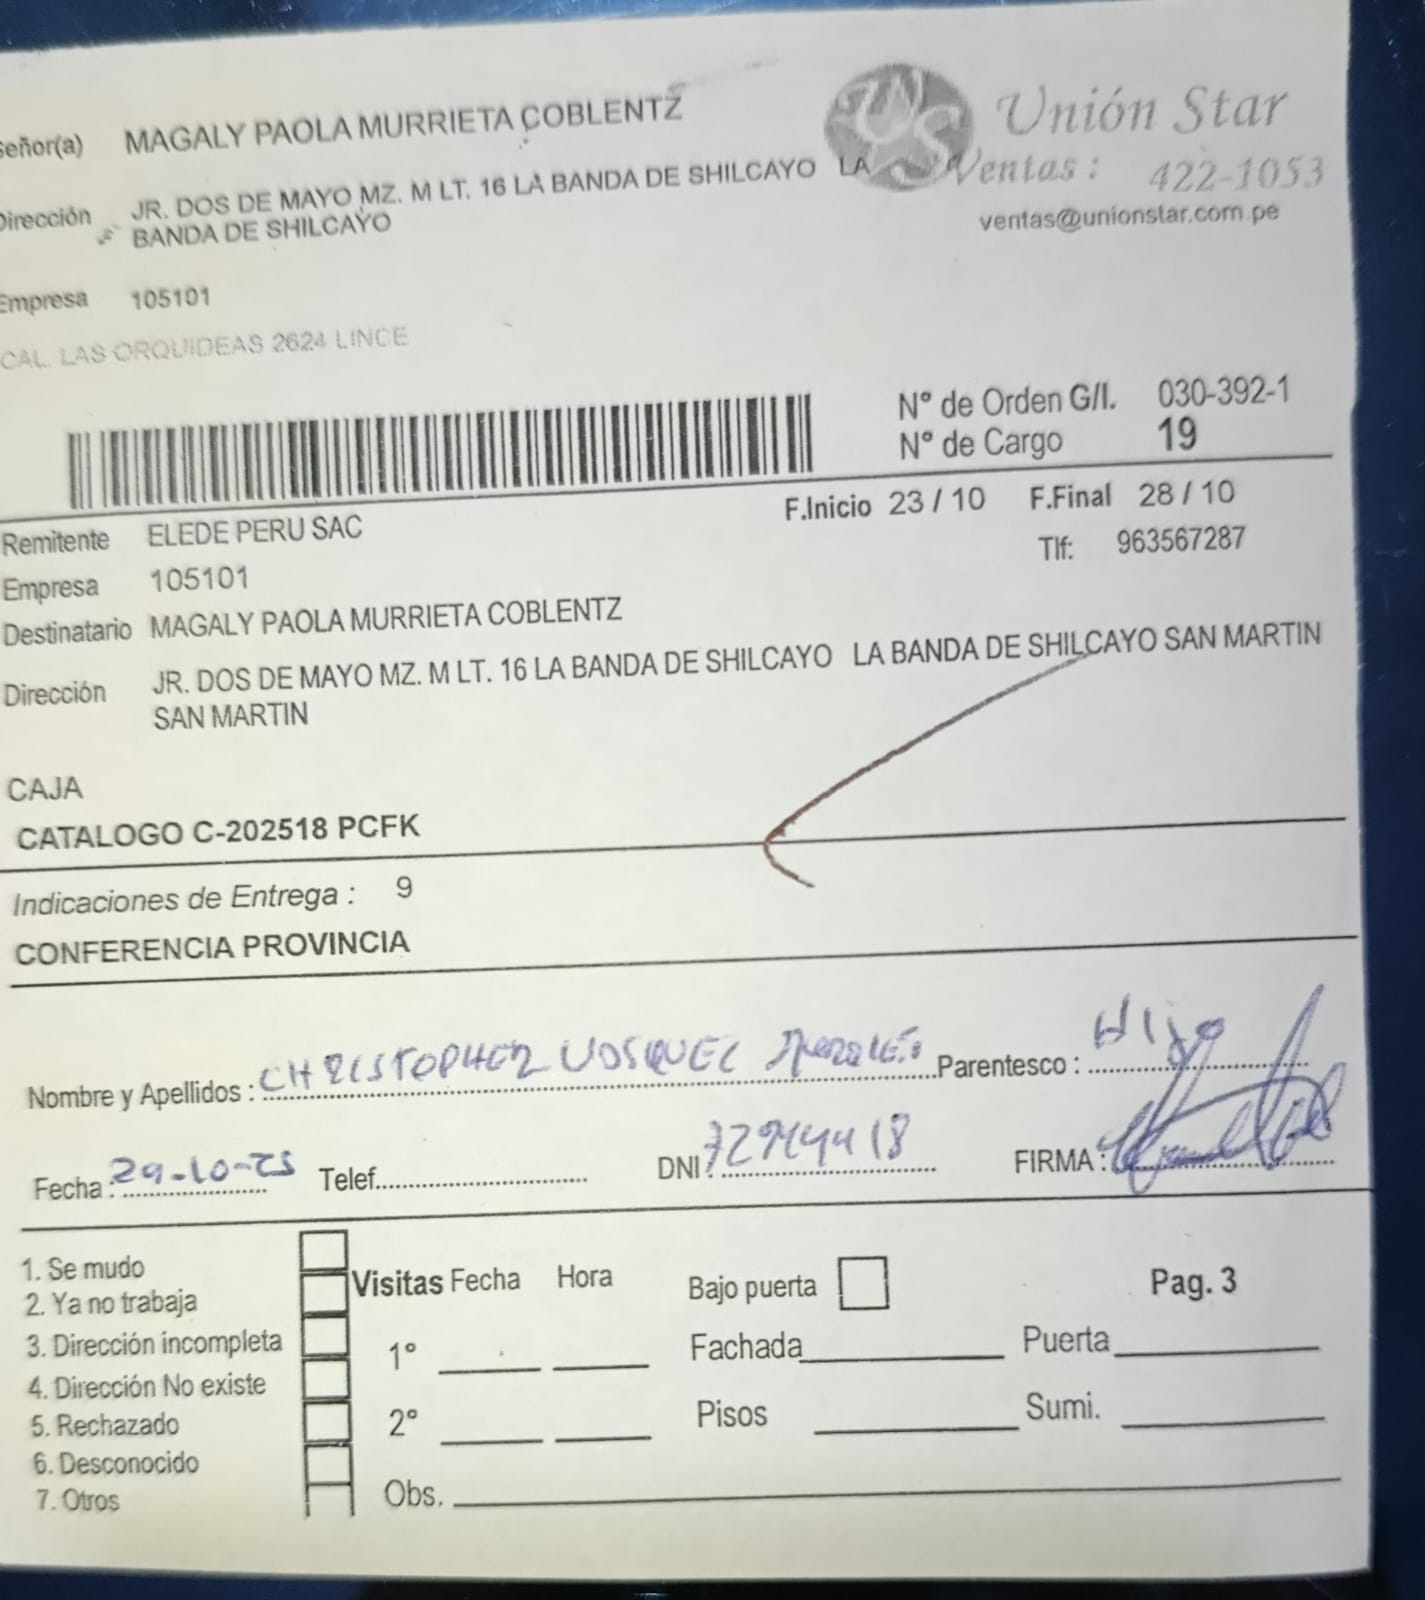 Señor(a) MAGALY PAOLA MURRIETA COBLENTZ
Unión Star
Dirección JR. DOS DE MAYO MZ. M LT. 16 LA BANDA DE SHILCAYO LA
BANDA DE SHILCAYO
Ventas: 422-1053
ventas@unionstar.com.pe
Empresa 105101
CAL. LAS ORQUIDEAS 2624 LINCE
N° de Orden G/I. 030-392-1
N° de Cargo 19
F.Inicio 23 / 10 F.Final 28 / 10
Remitente ELEDE PERU SAC
Tlf: 963567287
Empresa 105101
Destinatario MAGALY PAOLA MURRIETA COBLENTZ
Dirección JR. DOS DE MAYO MZ. M LT. 16 LA BANDA DE SHILCAYO LA BANDA DE SHILCAYO SAN MARTIN
SAN MARTIN
CAJA
CATALOGO C-202518 PCFK
Indicaciones de Entrega : 9
CONFERENCIA PROVINCIA
Nombre y Apellidos : CHRISTOPHER Parentesco : Hijo
Fecha : 29-10-25 Telef. DNI : FIRMA :
1. Se mudo
2. Ya no trabaja
3. Dirección incompleta
4. Dirección No existe
5. Rechazado
6. Desconocido
7. Otros
Visitas Fecha Hora
1°
2°
Obs.
Bajo puerta
Pag. 3
Fachada Puerta
Pisos Sumi.